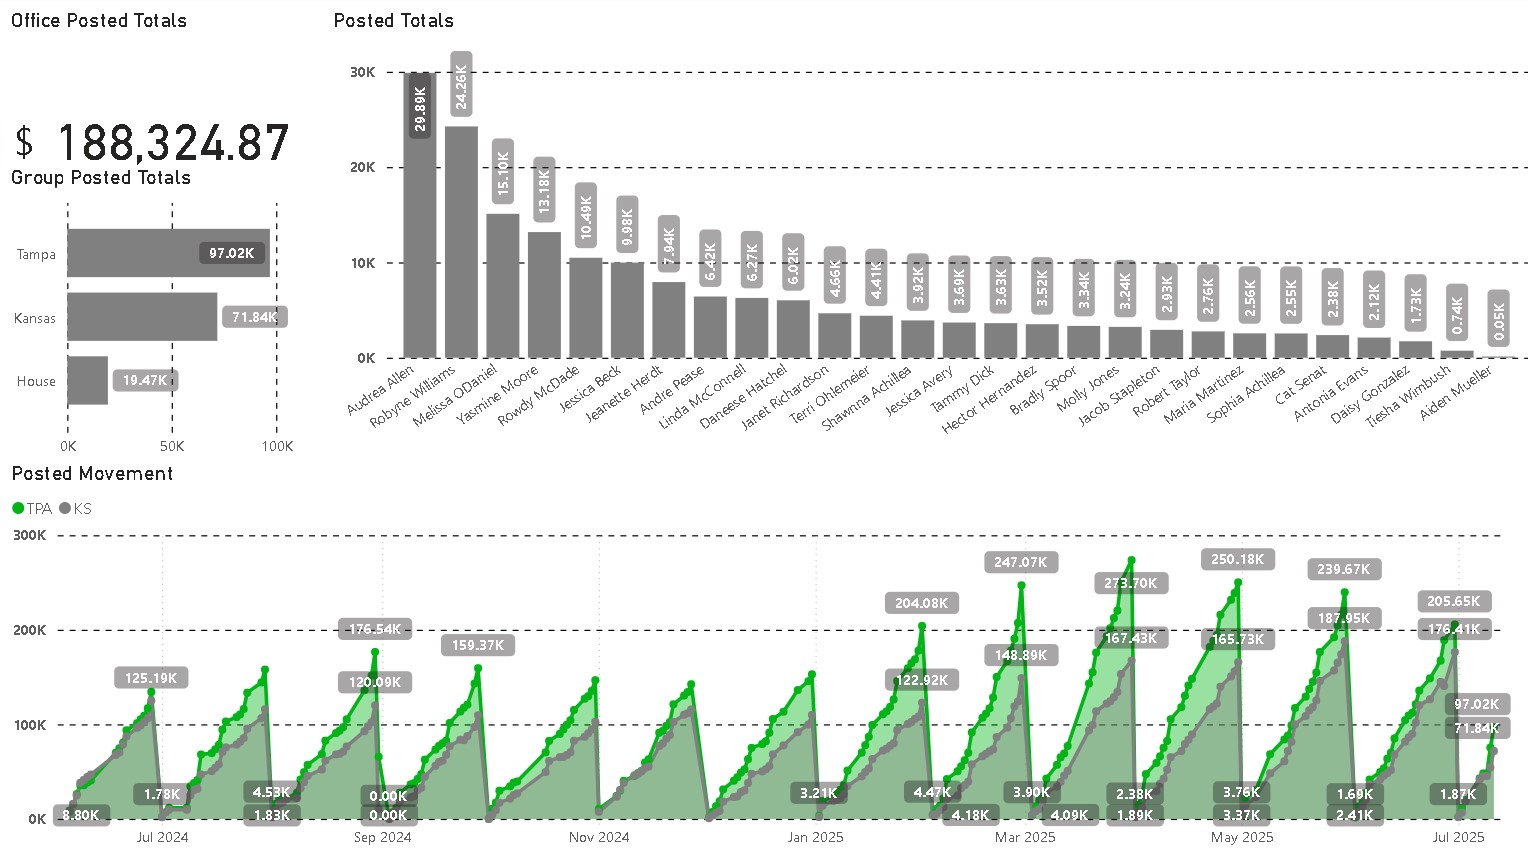 Office Posted Totals
$ 188,324.87
Group Posted Totals
Tampa 97.02K
Kansas 71.84K
House 19.47K
0K 50K 100K
Posted Totals
30K
20K
10K
0K
29.89K
24.26K
15.10K
13.18K
10.49K
9.98K
7.94K
6.42K
6.27K
6.02K
4.66K
4.41K
3.92K
3.69K
3.63K
3.52K
3.34K
3.24K
2.93K
2.76K
2.56K
2.55K
2.38K
2.12K
1.73K
0.74K
0.05K
Audrea Allen
Robyne Williams
Melissa ODaniel
Yasmine Moore
Rowdy McDade
Jessica Beck
Jeanette Herdt
Andre Pease
Linda McConnell
Daneese Hatchel
Janet Richardson
Terri Ohlemeier
Shawnna Achillea
Jessica Avery
Tammy Dick
Hector Hernandez
Bradly Spoor
Molly Jones
Jacob Stapleton
Robert Taylor
Maria Martinez
Sophia Achillea
Cat Senat
Antonia Evans
Daisy Gonzalez
Tiesha Winbush
Aiden Mueller
Posted Movement
TPA KS
300K
200K
100K
0K
125.19K
176.54K
120.09K
159.37K
204.08K
122.92K
247.07K
148.89K
273.70K
167.43K
250.18K
165.73K
239.67K
187.95K
205.65K
176.41K
97.02K
71.84K
8.80K
1.78K
4.53K
1.83K
0.00K
0.00K
3.21K
4.47K
4.18K
3.90K
4.09K
2.38K
1.89K
3.76K
3.37K
1.69K
2.41K
1.87K
Jul 2024 Sep 2024 Nov 2024 Jan 2025 Mar 2025 May 2025 Jul 2025